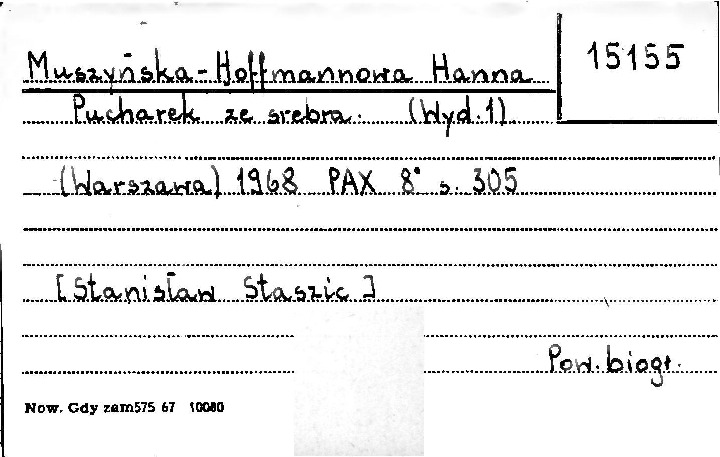 Muszyńska-Hoffmannowa Hanna
15155
Pucharek ze srebra. (Wyd.1)
(Warszawa) 1968 PAX 8° s. 305
[Stanisław Staszic]
Pow. biogr.
Now. Gdy zam575 67 10080